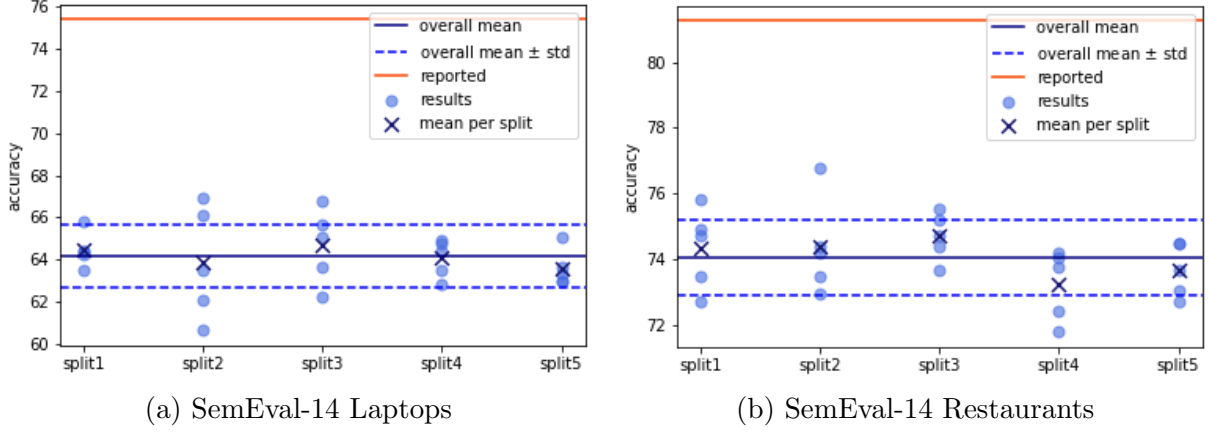 76
74
72
70
68
66
64
62
60
accuracy
overall mean
overall mean ± std
reported
results
mean per split
split1 split2 split3 split4 split5
(a) SemEval-14 Laptops
80
78
76
74
72
accuracy
overall mean
overall mean ± std
reported
results
mean per split
split1 split2 split3 split4 split5
(b) SemEval-14 Restaurants